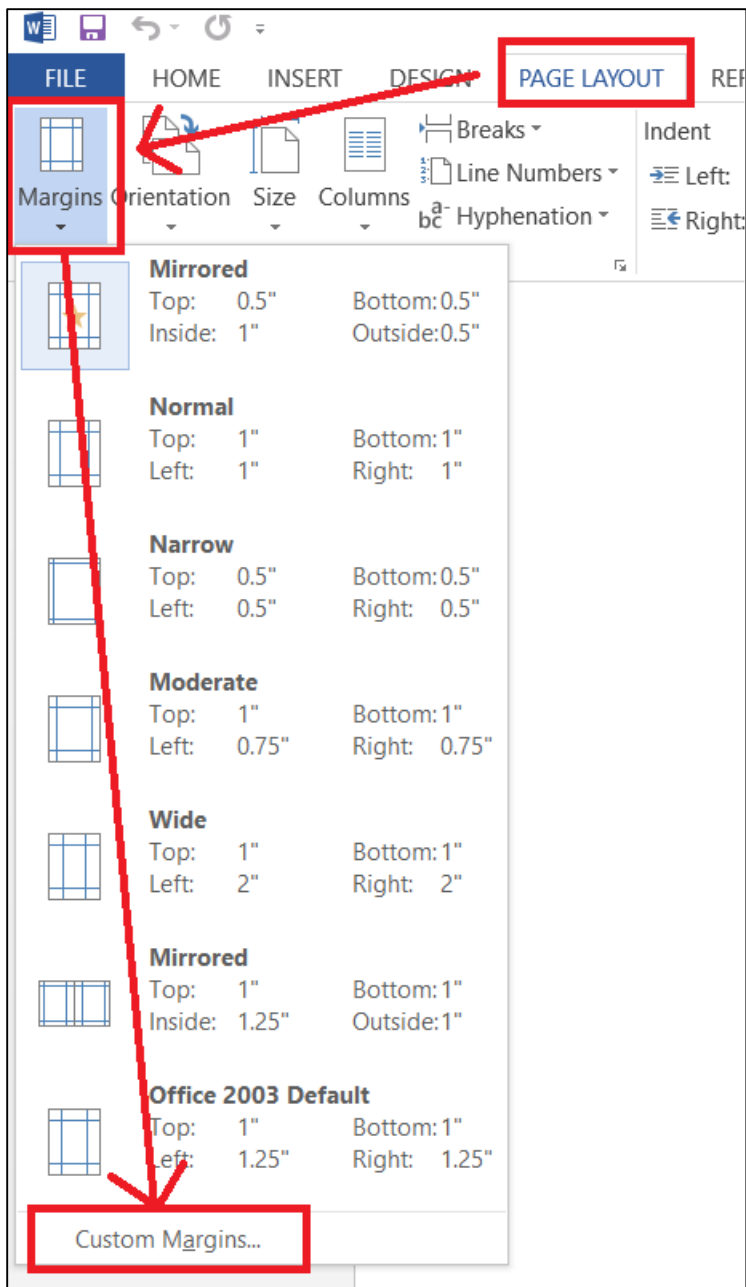 W
FILE HOME INSERT DESIGN PAGE LAYOUT REF
Margins Orientation Size Columns
Breaks
Line Numbers
Hyphenation
Indent
Left:
Right:
Mirrored
Top: 0.5" Bottom: 0.5"
Inside: 1" Outside: 0.5"
Normal
Top: 1" Bottom: 1"
Left: 1" Right: 1"
Narrow
Top: 0.5" Bottom: 0.5"
Left: 0.5" Right: 0.5"
Moderate
Top: 1" Bottom: 1"
Left: 0.75" Right: 0.75"
Wide
Top: 1" Bottom: 1"
Left: 2" Right: 2"
Mirrored
Top: 1" Bottom: 1"
Inside: 1.25" Outside: 1"
Office 2003 Default
Top: 1" Bottom: 1"
Left: 1.25" Right: 1.25"
Custom Margins...